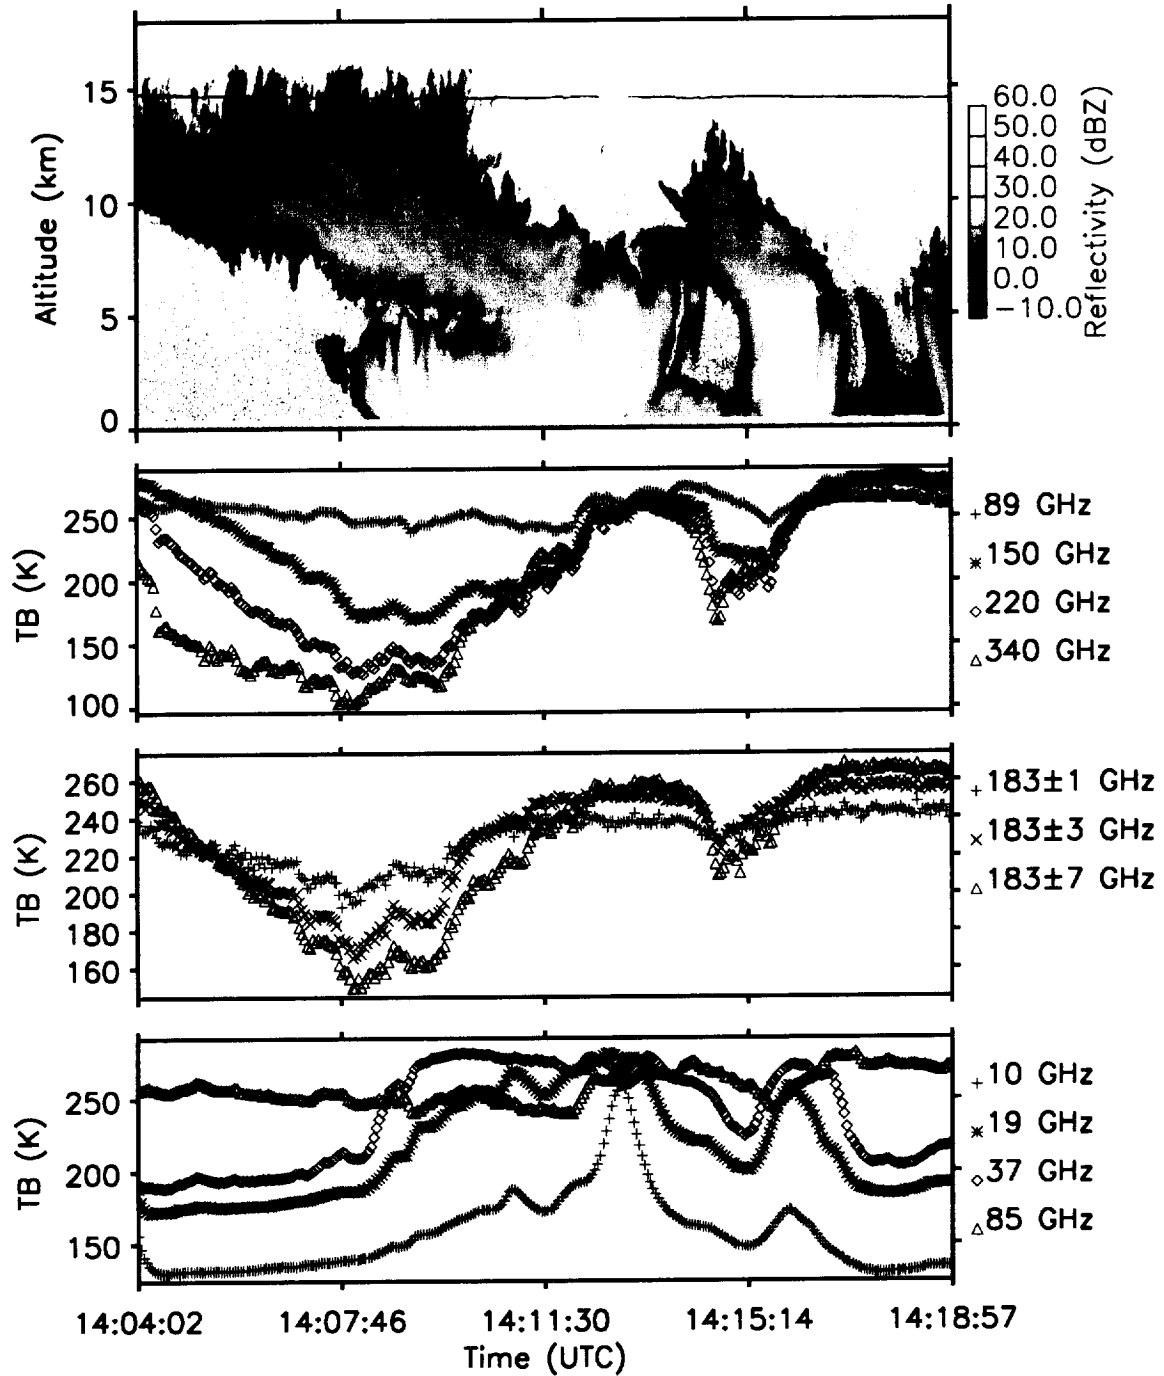 15
10
5
0
Altitude (km)
60.0
50.0
40.0
30.0
20.0
10.0
0.0
−10.0
Reflectivity (dBZ)
250
200
150
100
TB (K)
+89 GHz
*150 GHz
◇220 GHz
△340 GHz
260
240
220
200
180
160
TB (K)
+183±1 GHz
×183±3 GHz
△183±7 GHz
250
200
150
TB (K)
+10 GHz
*19 GHz
◇37 GHz
△85 GHz
14:04:02 14:07:46 14:11:30 14:15:14 14:18:57
Time (UTC)